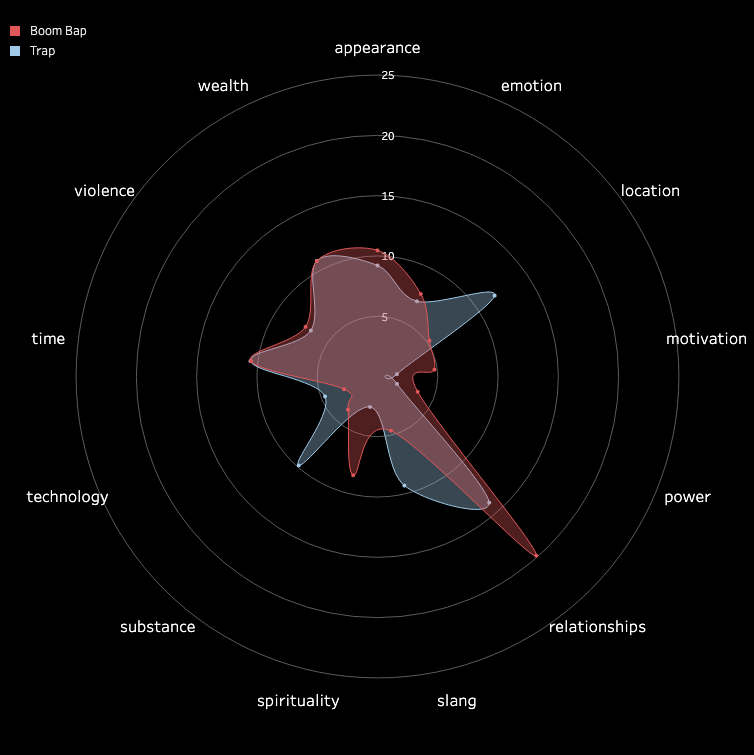 Boom Bap
Trap
appearance
wealth
emotion
violence
location
time
motivation
technology
power
substance
relationships
spirituality
slang
25
20
15
10
5